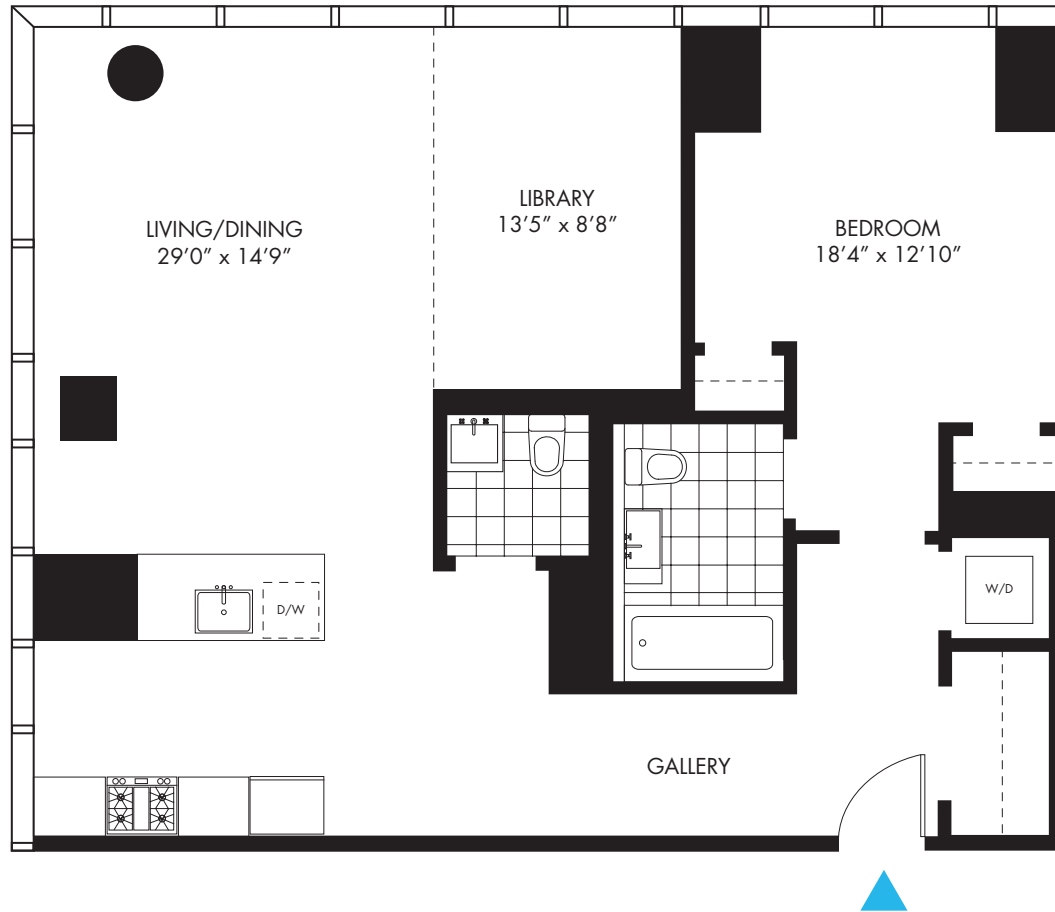 LIBRARY
13’5” x 8’8”
LIVING/DINING
29’0” x 14’9”
BEDROOM
18’4” x 12’10”
W/D
D/W
GALLERY